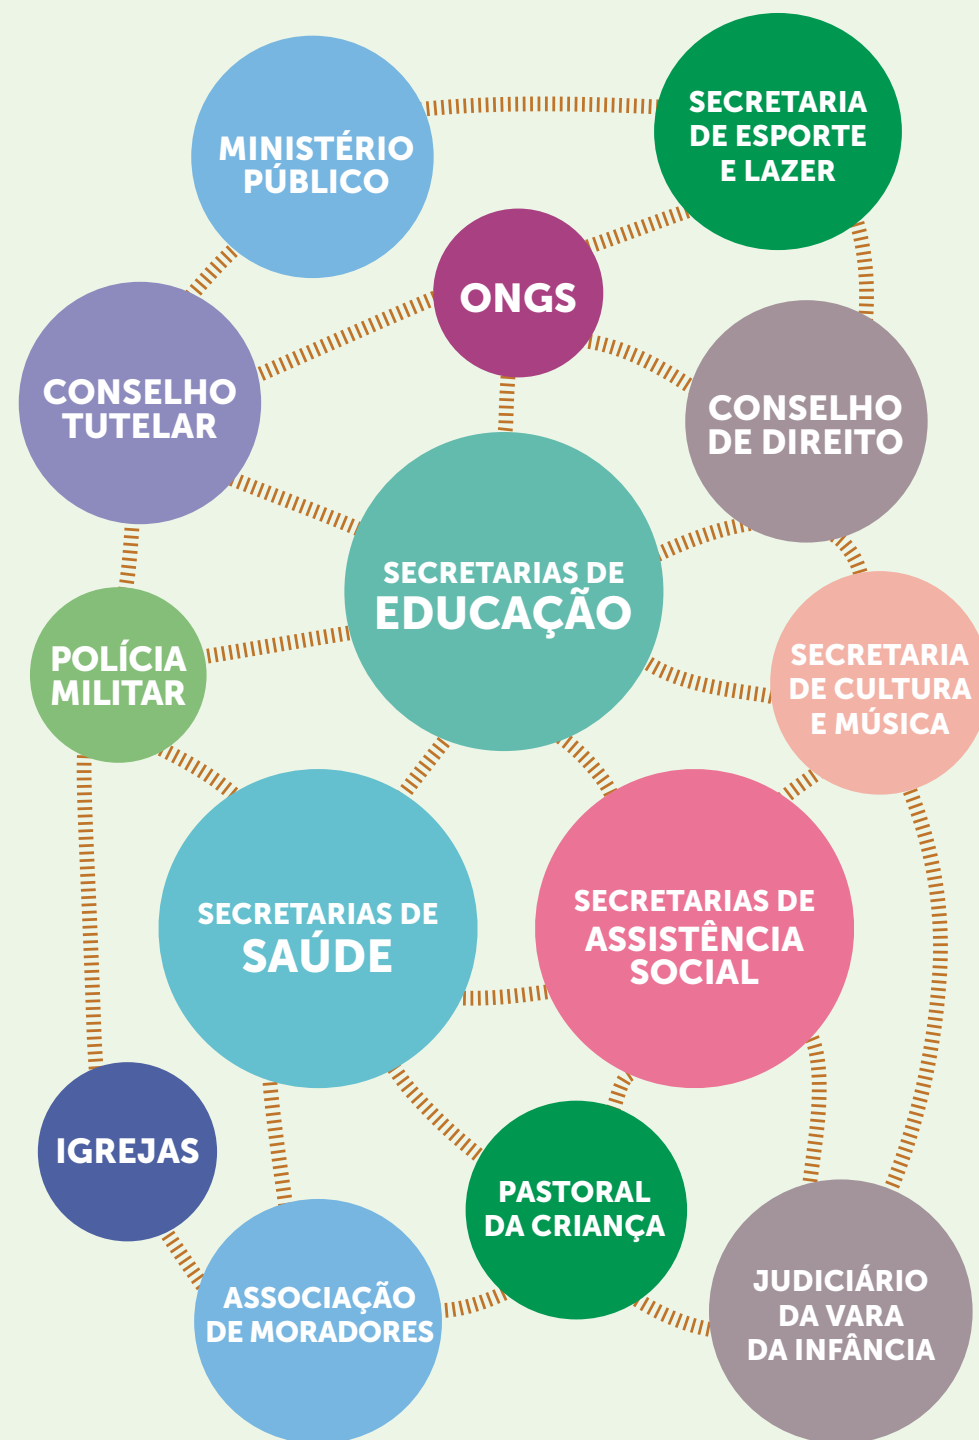 SECRETARIA
DE ESPORTE
E LAZER
MINISTÉRIO
PÚBLICO
ONGS
CONSELHO
TUTELAR
CONSELHO
DE DIREITO
SECRETARIAS DE
EDUCAÇÃO
POLÍCIA
MILITAR
SECRETARIA
DE CULTURA
E MÚSICA
SECRETARIAS DE
SAÚDE
SECRETARIAS DE
ASSISTÊNCIA
SOCIAL
IGREJAS
PASTORAL
DA CRIANÇA
ASSOCIAÇÃO
DE MORADORES
JUDICIÁRIO
DA VARA
DA INFÂNCIA